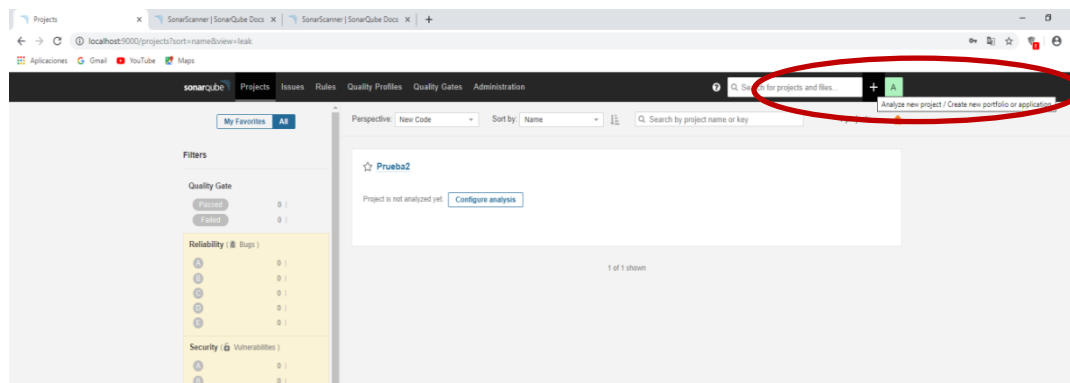 Projects
SonarScanner | SonarQube Docs
SonarScanner | SonarQube Docs
localhost:9000/projects?sort=name&view=leak
Aplicaciones Gmail YouTube Maps
sonarqube Projects Issues Rules Quality Profiles Quality Gates Administration
Search for projects and files...
A
Analyze new project / Create new portfolio or application
My Favorites All
Perspective: New Code
Sort by: Name
Search by project name or key
Filters
Prueba2
Quality Gate
Project is not analyzed yet. Configure analysis
Passed 0
Failed 0
Reliability ( Bugs )
A 0
B 0
C 0
D 0
E 0
1 of 1 shown
Security ( Vulnerabilities )
A 0
B 0